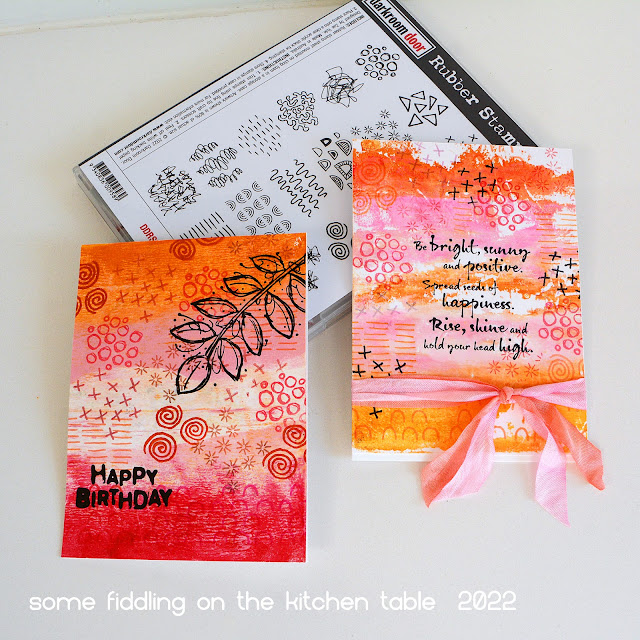 darkroom door
Rubber Stam
Be bright, sunny
and positive.
Spread seeds of
happiness.
Rise, shine and
hold your head high.
HAPPY
BIRTHDAY
some fiddling on the kitchen table 2022